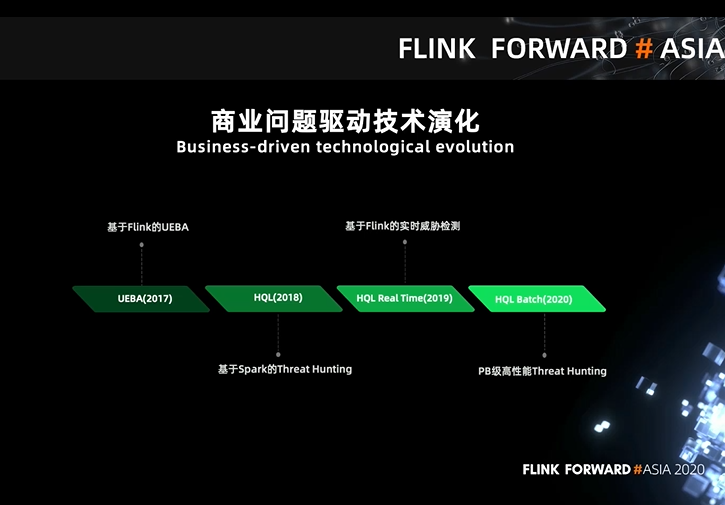 FLINK FORWARD # ASIA
商业问题驱动技术演化
Business-driven technological evolution
基于Flink的UEBA
基于Flink的实时威胁检测
UEBA(2017)
HQL(2018)
HQL Real Time(2019)
HQL Batch(2020)
基于Spark的Threat Hunting
PB级高性能Threat Hunting
FLINK FORWARD #ASIA 2020